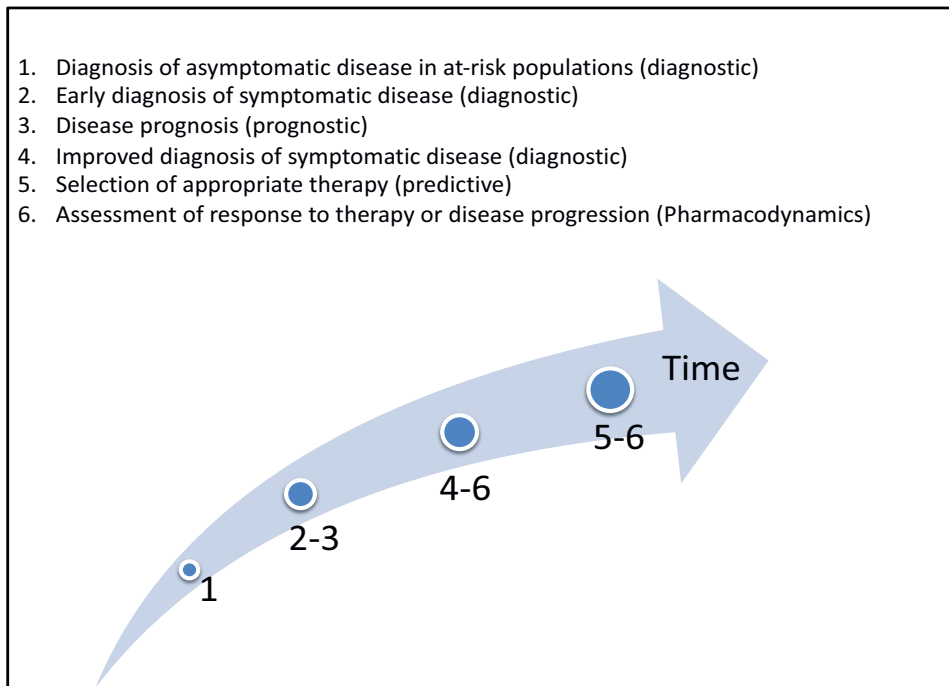 1. Diagnosis of asymptomatic disease in at-risk populations (diagnostic)
2. Early diagnosis of symptomatic disease (diagnostic)
3. Disease prognosis (prognostic)
4. Improved diagnosis of symptomatic disease (diagnostic)
5. Selection of appropriate therapy (predictive)
6. Assessment of response to therapy or disease progression (Pharmacodynamics)
Time
5-6
4-6
2-3
1